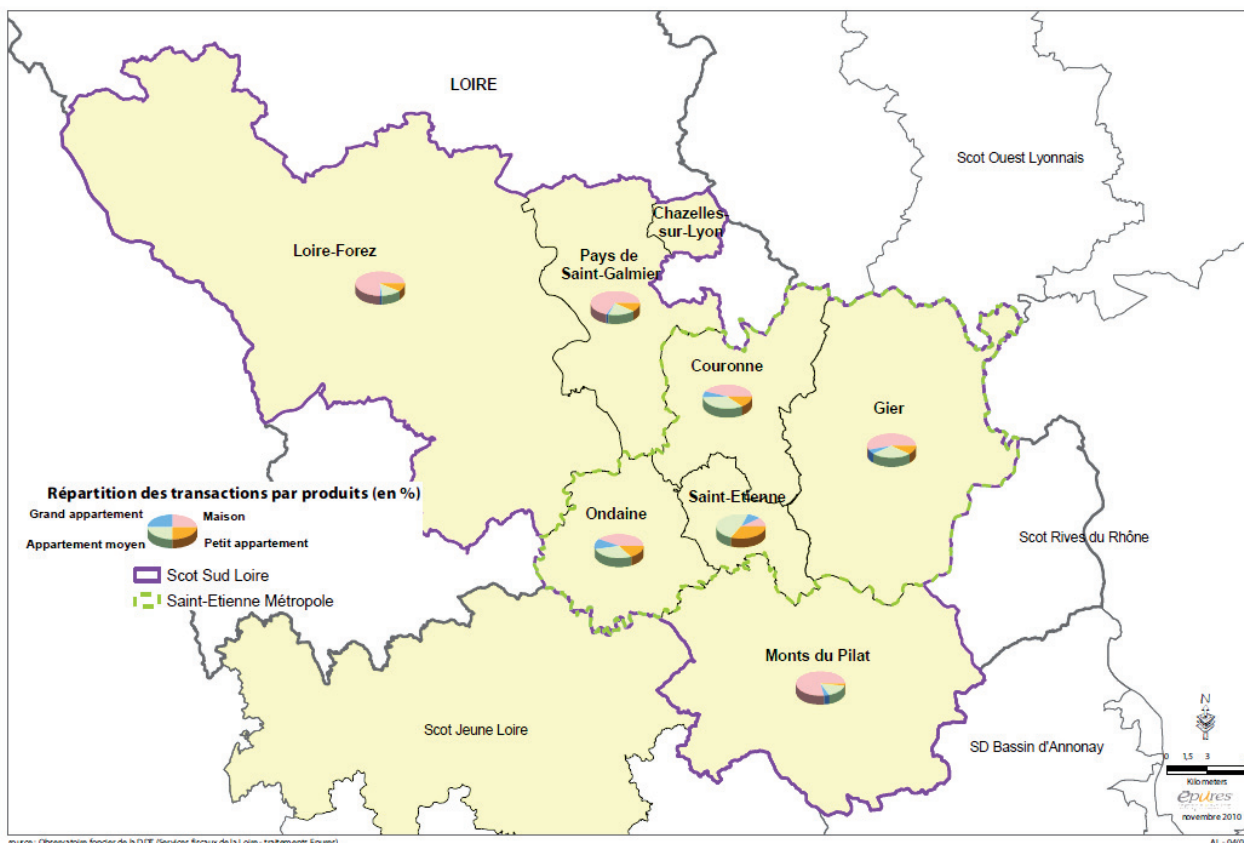 LOIRE
Scot Ouest Lyonnais
Chazelles-
sur-Lyon
Loire-Forez
Pays de
Saint-Galmier
Couronne
Gier
Répartition des transactions par produits (en %)
Grand appartement
Maison
Appartement moyen
Petit appartement
Scot Sud Loire
Saint-Etienne Métropole
Ondaine
Saint-Etienne
Scot Rives du Rhône
Monts du Pilat
Scot Jeune Loire
SD Bassin d'Annonay
N
0 1,5 3
Kilometers
epures
novembre 2010